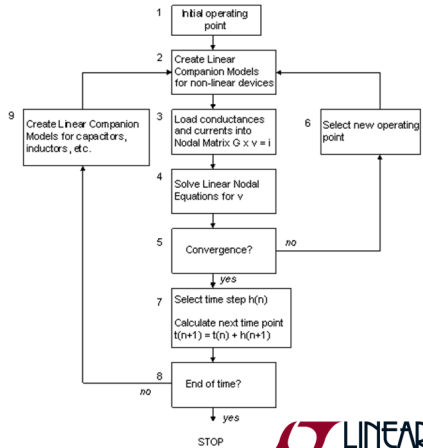 1
Initial operating
point
2
Create Linear
Companion Models
for non-linear devices
9
Create Linear Companion
Models for capacitors,
inductors, etc.
3
Load conductances
and currents into
Nodal Matrix G x v = i
6
Select new operating
point
4
Solve Linear Nodal
Equations for v
5
Convergence?
no
yes
7
Select time step h(n)
Calculate next time point
t(n+1) = t(n) + h(n+1)
8
End of time?
no
yes
STOP
LINEAR